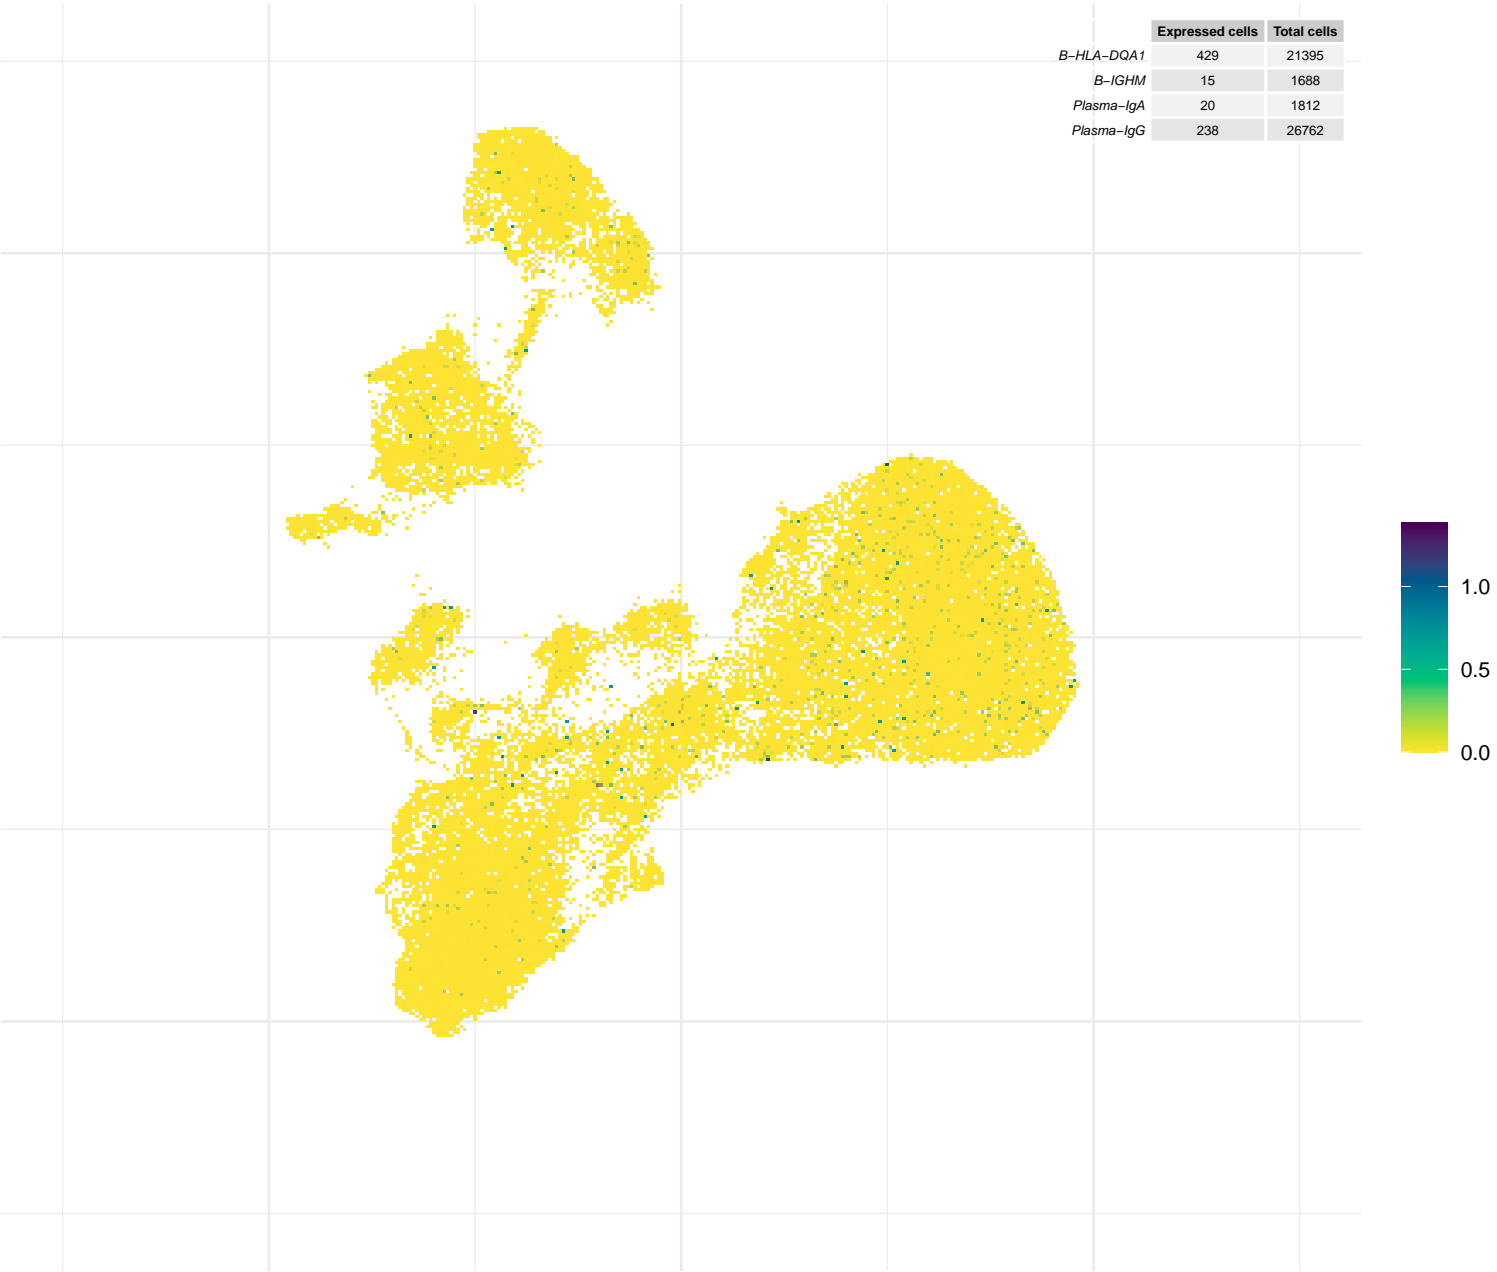 Expressed cells Total cells
B−HLA−DQA1 429 21395
B−IGHM 15 1688
Plasma−IgA 20 1812
Plasma−IgG 238 26762
1.0
0.5
0.0